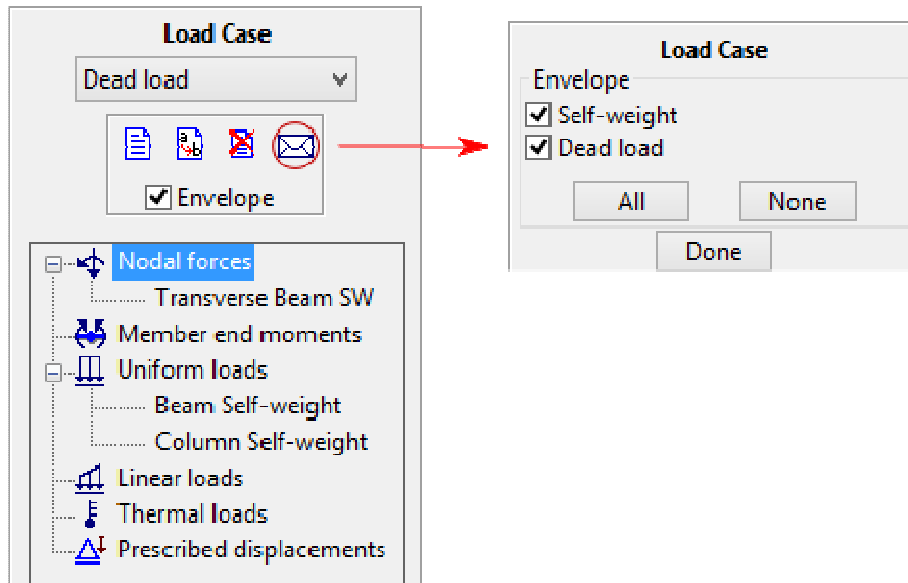 Load Case
Dead load
a
b
Envelope
Nodal forces
Transverse Beam SW
Member end moments
Uniform loads
Beam Self-weight
Column Self-weight
Linear loads
Thermal loads
Prescribed displacements
Load Case
Envelope
Self-weight
Dead load
All None
Done